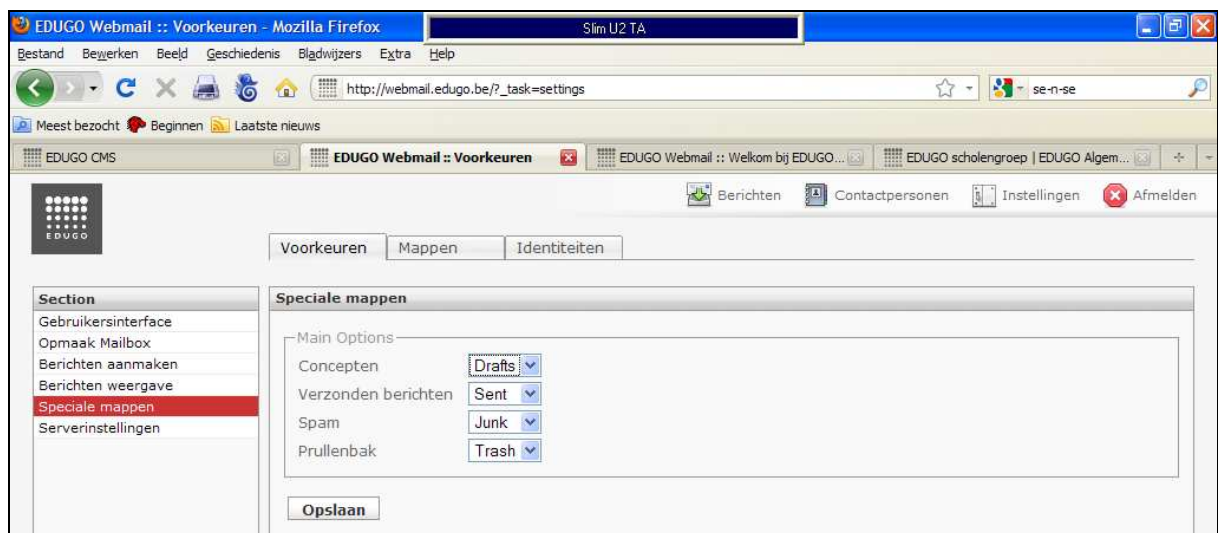 EDUGO Webmail :: Voorkeuren - Mozilla Firefox
Slim U2 TA
Bestand Bewerken Beeld Geschiedenis Bladwijzers Extra Help
http://webmail.edugo.be/?_task=settings
se-n-se
Meest bezocht Beginnen Laatste nieuws
EDUGO CMS
EDUGO Webmail :: Voorkeuren
EDUGO Webmail :: Welkom bij EDUGO...
EDUGO scholengroep | EDUGO Algem...
Berichten Contactpersonen Instellingen Afmelden
EDUGO
Voorkeuren Mappen Identiteiten
Section
Gebruikersinterface
Opmaak Mailbox
Berichten aanmaken
Berichten weergave
Speciale mappen
Serverinstellingen
Speciale mappen
Main Options
Concepten Drafts
Verzonden berichten Sent
Spam Junk
Prullenbak Trash
Opslaan